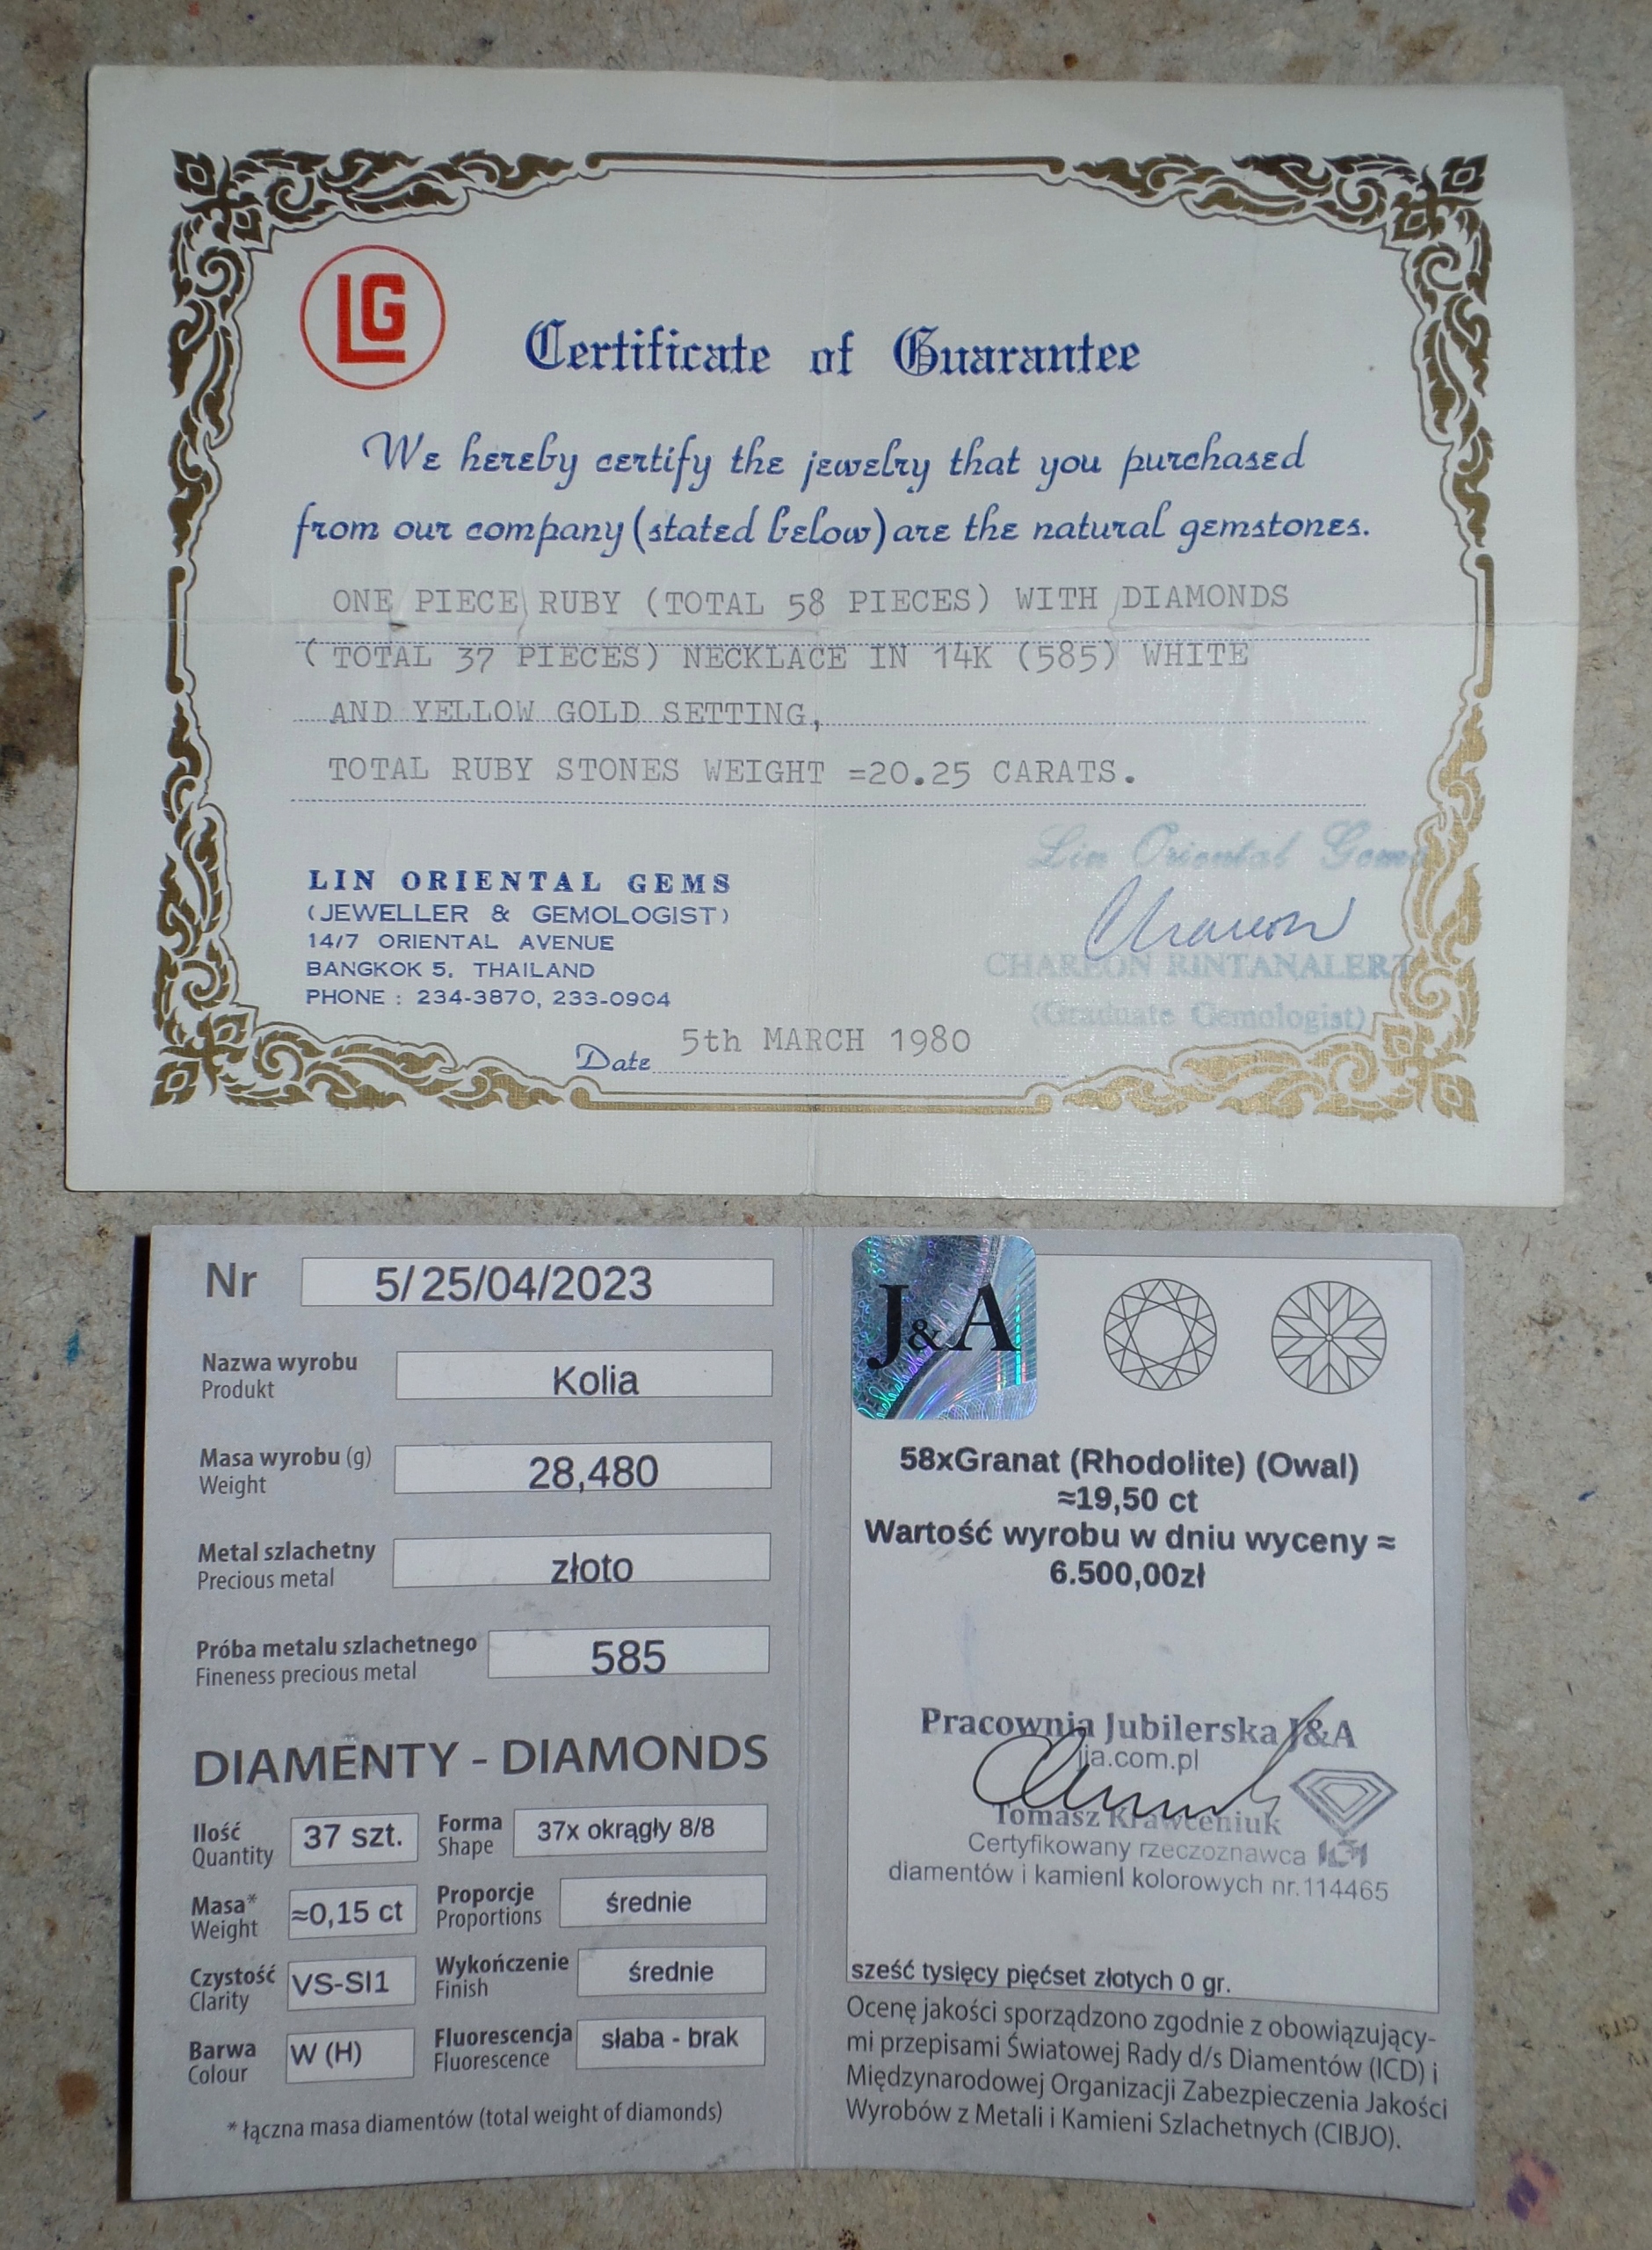 LG
Certificate of Guarantee
We hereby certify the jewelry that you purchased
from our company (stated below) are the natural gemstones.
ONE PIECE RUBY (TOTAL 58 PIECES) WITH DIAMONDS
( TOTAL 37 PIECES) NECKLACE IN 14K (585) WHITE
AND YELLOW GOLD SETTING,
TOTAL RUBY STONES WEIGHT =20.25 CARATS.
LIN ORIENTAL GEMS
(JEWELLER & GEMOLOGIST)
14/7 ORIENTAL AVENUE
BANGKOK 5, THAILAND
PHONE : 234-3870, 233-0904
Lin Oriental Gems
Chareon
CHAREON RINTANALERT
(Graduate Gemologist)
Date 5th MARCH 1980
Nr 5/25/04/2023
Nazwa wyrobu
Produkt
Kolia
Masa wyrobu (g)
Weight
28,480
Metal szlachetny
Precious metal
złoto
Próba metalu szlachetnego
Fineness precious metal
585
DIAMENTY - DIAMONDS
Ilość
Quantity
37 szt.
Forma
Shape
37x okrągły 8/8
Masa*
Weight
≈0,15 ct
Proporcje
Proportions
średnie
Czystość
Clarity
VS-SI1
Wykończenie
Finish
średnie
Barwa
Colour
W (H)
Fluorescencja
Fluorescence
słaba - brak
* łączna masa diamentów (total weight of diamonds)
J&A
58xGranat (Rhodolite) (Owal)
≈19,50 ct
Wartość wyrobu w dniu wyceny ≈
6.500,00zł
Pracownia Jubilerska J&A
jja.com.pl
Tomasz Krawceniuk
Certyfikowany rzeczoznawca
diamentów i kamieni kolorowych nr.114465
sześć tysięcy pięćset złotych 0 gr.
Ocenę jakości sporządzono zgodnie z obowiązujący-
mi przepisami Światowej Rady d/s Diamentów (ICD) i
Międzynarodowej Organizacji Zabezpieczenia Jakości
Wyrobów z Metali i Kamieni Szlachetnych (CIBJO).